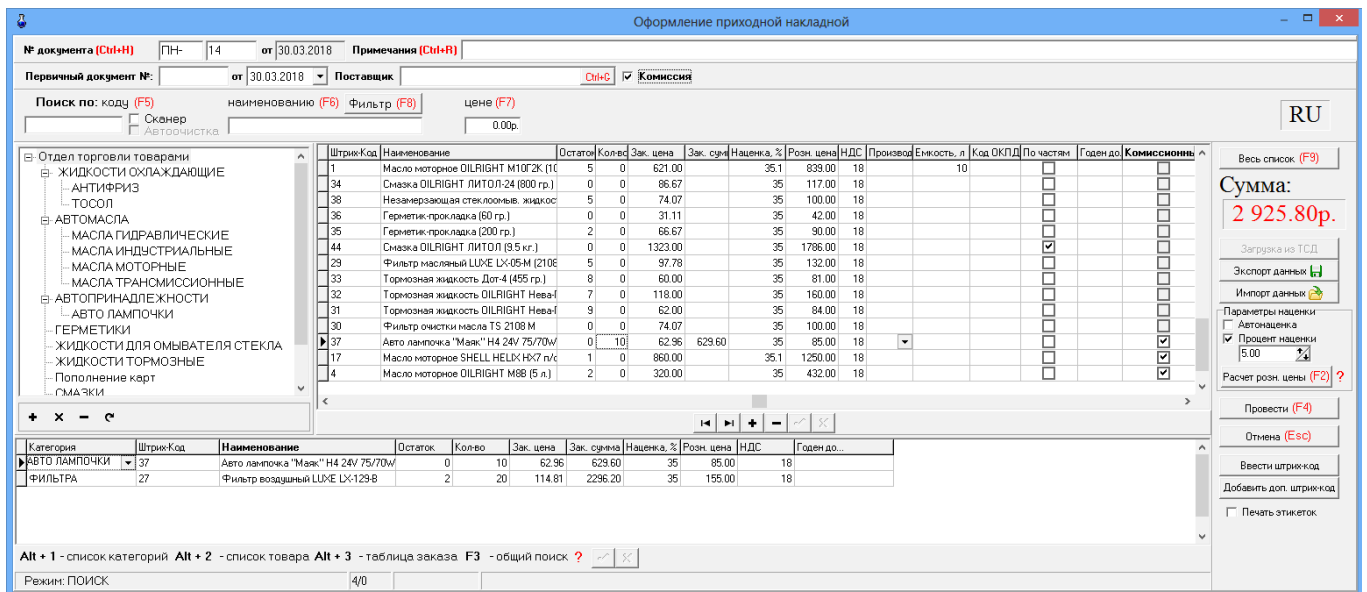 Оформление приходной накладной
№ документа (Ctrl+H) ПН- 14 от 30.03.2018 Примечания (Ctrl+R)
Первичный документ №: от 30.03.2018 Поставщик Ctrl+G Комиссия
Поиск по: коду (F5) наименованию (F6) Фильтр (F8) цене (F7)
Сканер
Автоочистка 0.00р.
RU
Отдел торговли товарами
ЖИДКОСТИ ОХЛАЖДАЮЩИЕ
АНТИФРИЗ
ТОСОЛ
АВТОМАСЛА
МАСЛА ГИДРАВЛИЧЕСКИЕ
МАСЛА ИНДУСТРИАЛЬНЫЕ
МАСЛА МОТОРНЫЕ
МАСЛА ТРАНСМИССИОННЫЕ
АВТОПРИНАДЛЕЖНОСТИ
АВТО ЛАМПОЧКИ
ГЕРМЕТИКИ
ЖИДКОСТИ ДЛЯ ОМЫВАТЕЛЯ СТЕКЛА
ЖИДКОСТИ ТОРМОЗНЫЕ
Пополнение карт
СМАЗКИ
Штрих-Код Наименование Остаток Кол-во Зак. цена Зак. сумм Наценка, % Розн. цена НДС Производ Емкость, л Код ОКПД По частям Годен до. Комиссионны
1 Масло моторное OILRIGHT М10Г2К (10 5 0 621.00 35.1 839.00 18 10
34 Смазка OILRIGHT ЛИТОЛ-24 (800 гр.) 0 0 86.67 35 117.00 18
38 Незамерзающая стеклоомыв. жидкос 5 0 74.07 35 100.00 18
36 Герметик-прокладка (60 гр.) 0 0 31.11 35 42.00 18
35 Герметик-прокладка (200 гр.) 2 0 66.67 35 90.00 18
44 Смазка OILRIGHT ЛИТОЛ (9.5 кг.) 0 0 1323.00 35 1786.00 18
29 Фильтр масляный LUXE LX-05-M (2108 5 0 97.78 35 132.00 18
33 Тормозная жидкость Дот-4 (455 гр.) 8 0 60.00 35 81.00 18
32 Тормозная жидкость OILRIGHT Нева-Г 7 0 118.00 35 160.00 18
31 Тормозная жидкость OILRIGHT Нева-Г 9 0 62.00 35 84.00 18
30 Фильтр очистки масла TS 2108 М 0 0 74.07 35 100.00 18
37 Авто лампочка "Маяк" H4 24V 75/70W 0 10 62.96 629.60 35 85.00 18
17 Масло моторное SHELL HELIX HX7 п/с 1 0 860.00 35.1 1250.00 18
4 Масло моторное OILRIGHT М8В (5 л.) 2 0 320.00 35 432.00 18
Весь список (F9)
Сумма:
2 925.80р.
Загрузка из ТСД
Экспорт данных
Импорт данных
Параметры наценки
Автонаценка
Процент наценки
5.00
Расчет розн. цены (F2) ?
Провести (F4)
Отмена (Esc)
Ввести штрих-код
Добавить доп. штрих-код
Печать этикеток
Категория Штрих-Код Наименование Остаток Кол-во Зак. цена Зак. сумма Наценка, % Розн. цена НДС Годен до...
АВТО ЛАМПОЧКИ 37 Авто лампочка "Маяк" H4 24V 75/70W 0 10 62.96 629.60 35 85.00 18
ФИЛЬТРА 27 Фильтр воздушный LUXE LX-129-B 2 20 114.81 2296.20 35 155.00 18
Alt + 1 - список категорий Alt + 2 - список товара Alt + 3 - таблица заказа F3 - общий поиск ?
Режим: ПОИСК 4/0